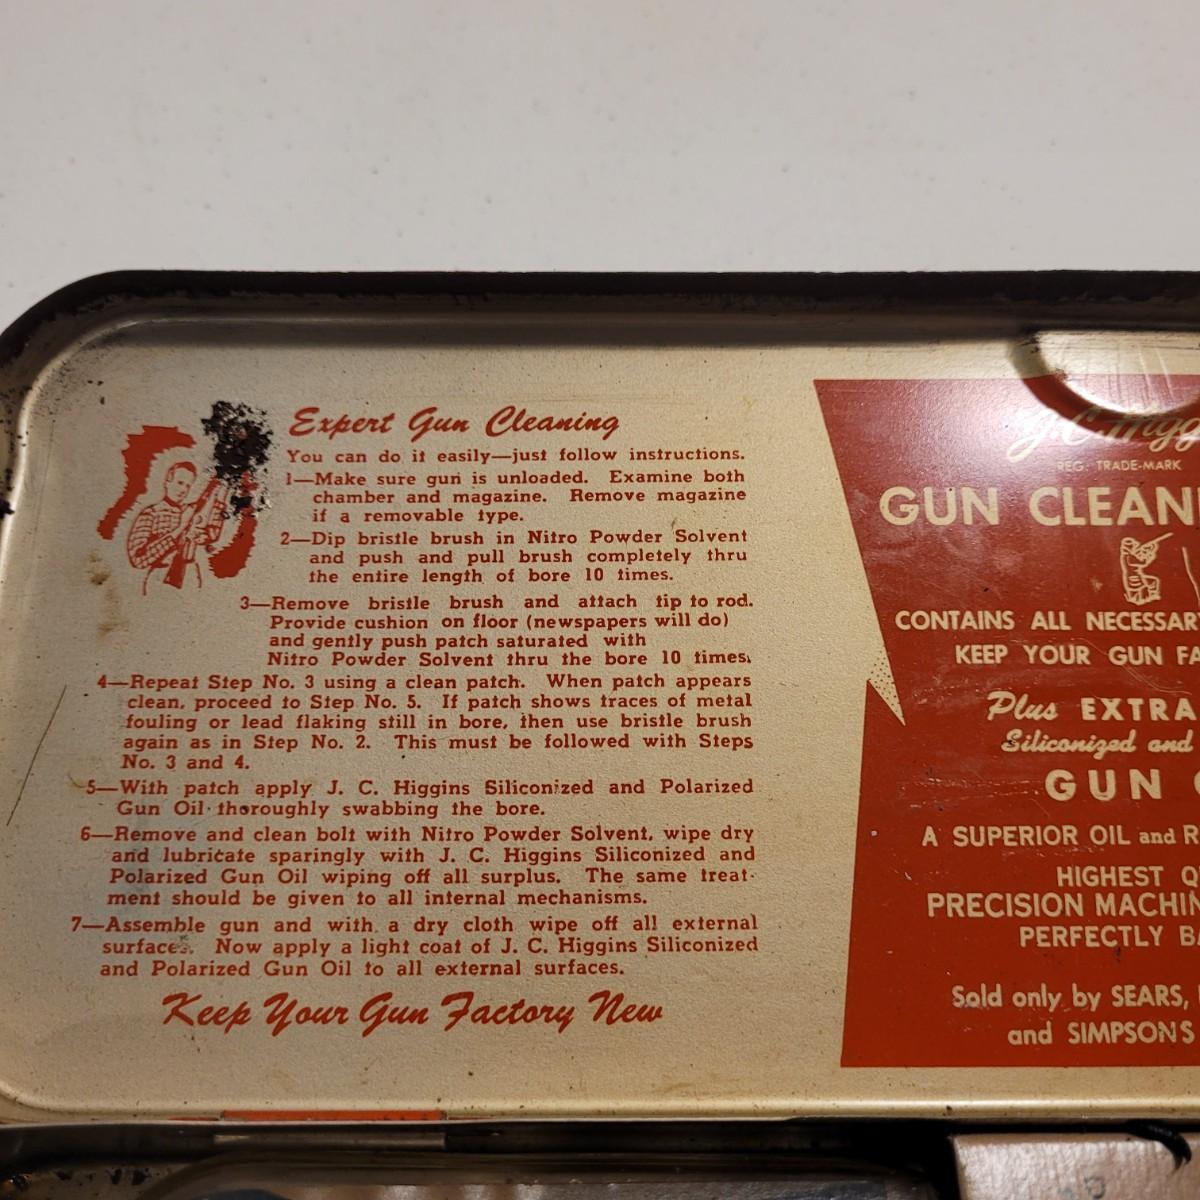 Expert Gun Cleaning
You can do it easily—just follow instructions.
1—Make sure gun is unloaded. Examine both
chamber and magazine. Remove magazine
if a removable type.
2—Dip bristle brush in Nitro Powder Solvent
and push and pull brush completely thru
the entire length of bore 10 times.
3—Remove bristle brush and attach tip to rod.
Provide cushion on floor (newspapers will do)
and gently push patch saturated with
Nitro Powder Solvent thru the bore 10 times.
4—Repeat Step No. 3 using a clean patch. When patch appears
clean, proceed to Step No. 5. If patch shows traces of metal
fouling or lead flaking still in bore, then use bristle brush
again as in Step No. 2. This must be followed with Steps
No. 3 and 4.
5—With patch apply J. C. Higgins Siliconized and Polarized
Gun Oil thoroughly swabbing the bore.
6—Remove and clean bolt with Nitro Powder Solvent, wipe dry
and lubricate sparingly with J. C. Higgins Siliconized and
Polarized Gun Oil wiping off all surplus. The same treat-
ment should be given to all internal mechanisms.
7—Assemble gun and with a dry cloth wipe off all external
surfaces. Now apply a light coat of J. C. Higgins Siliconized
and Polarized Gun Oil to all external surfaces.
Keep Your Gun Factory New
J. C. Higg
REG. TRADE-MARK
GUN CLEAN
CONTAINS ALL NECESSAR
KEEP YOUR GUN FA
Plus EXTRA
Siliconized and
GUN
A SUPERIOR OIL and R
HIGHEST Q
PRECISION MACHIN
PERFECTLY BA
Sold only by SEARS,
and SIMPSONS